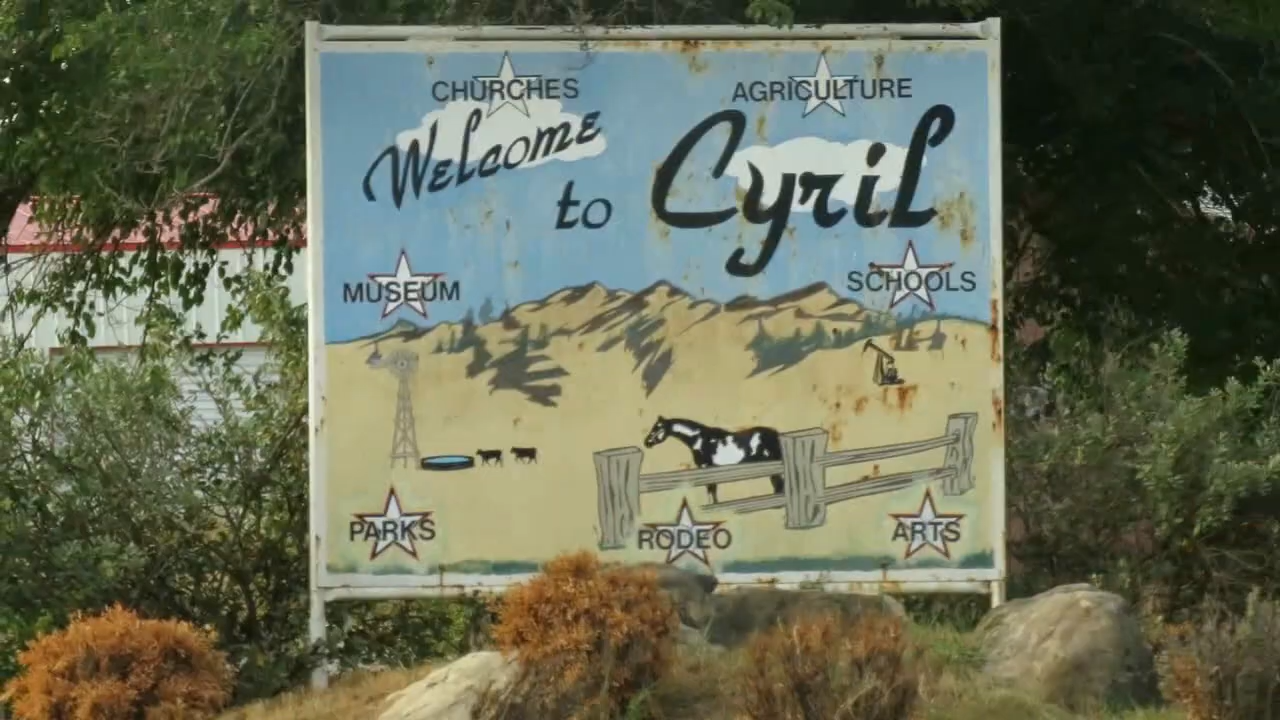 CHURCHES
AGRICULTURE
Welcome
to Cyril
MUSEUM
SCHOOLS
PARKS
RODEO
ARTS